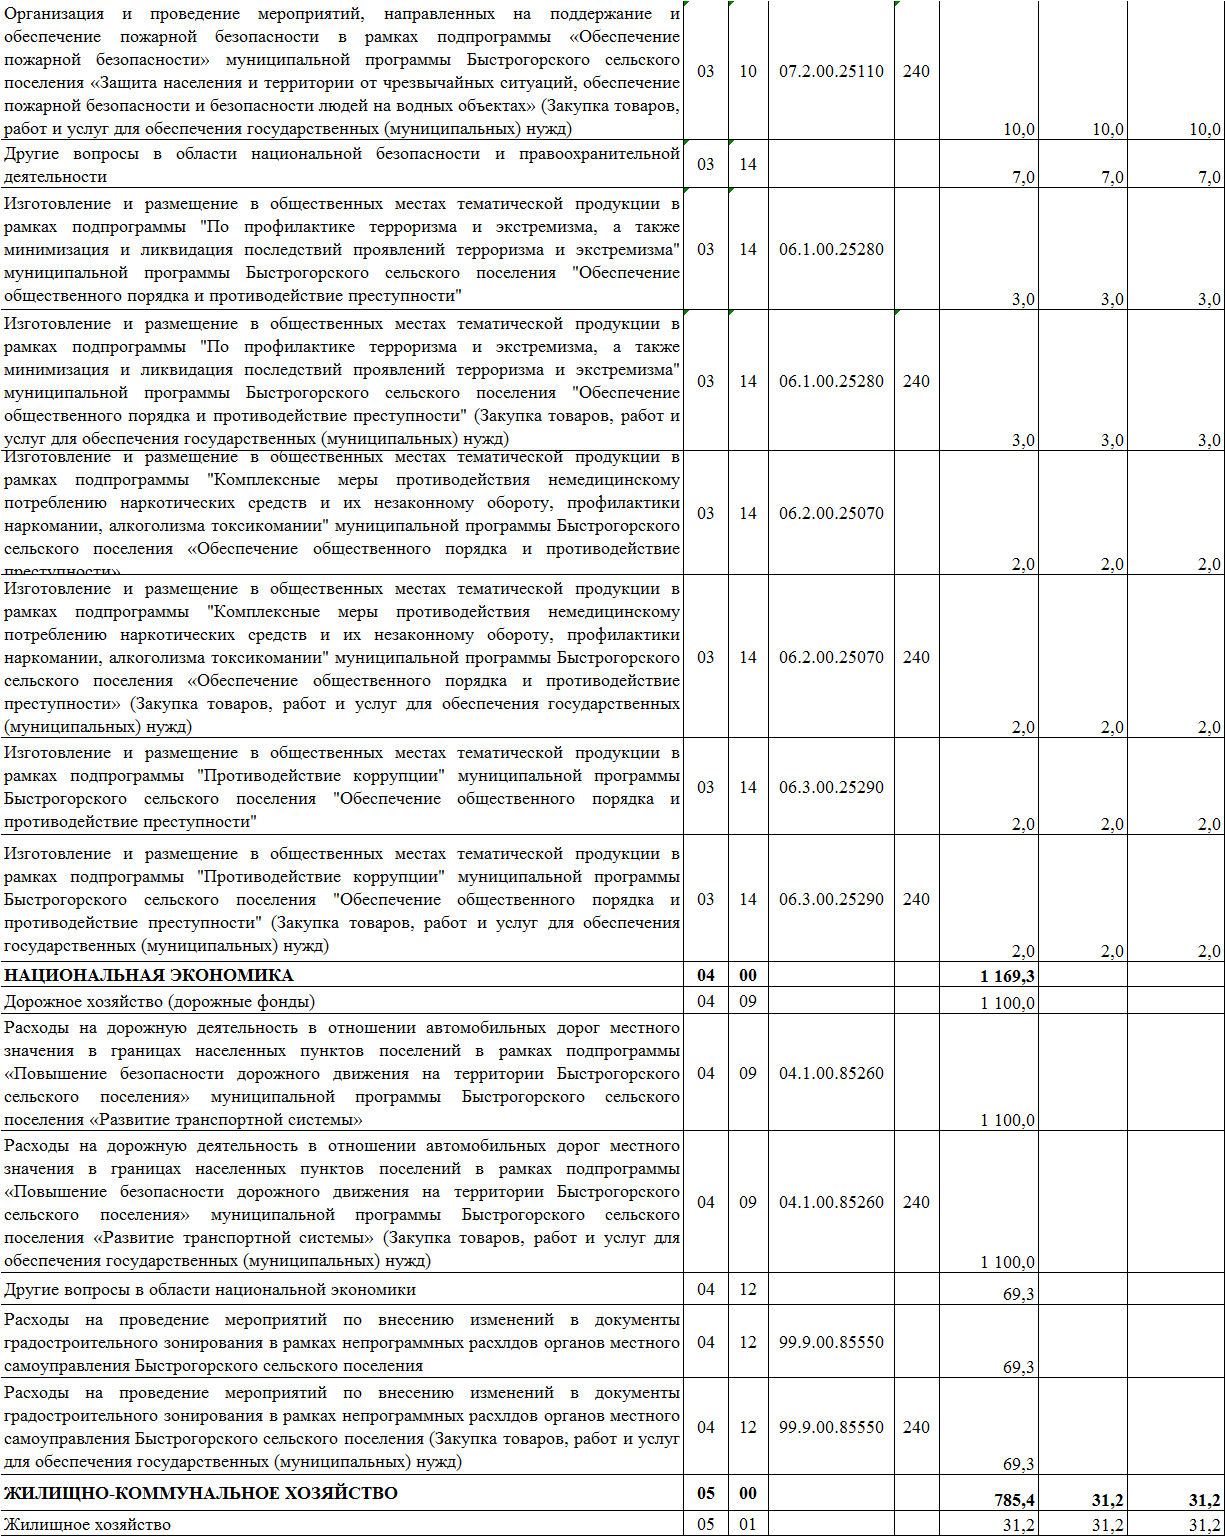 Организация и проведение мероприятий, направленных на поддержание и
обеспечение пожарной безопасности в рамках подпрограммы «Обеспечение
пожарной безопасности» муниципальной программы Быстрогорского сельского
поселения «Защита населения и территории от чрезвычайных ситуаций, обеспечение
пожарной безопасности и безопасности людей на водных объектах» (Закупка товаров,
работ и услуг для обеспечения государственных (муниципальных) нужд)
03 10 07.2.00.25110 240 10,0 10,0 10,0
Другие вопросы в области национальной безопасности и правоохранительной
деятельности
03 14 7,0 7,0 7,0
Изготовление и размещение в общественных местах тематической продукции в
рамках подпрограммы "По профилактике терроризма и экстремизма, а также
минимизация и ликвидация последствий проявлений терроризма и экстремизма"
муниципальной программы Быстрогорского сельского поселения "Обеспечение
общественного порядка и противодействие преступности"
03 14 06.1.00.25280 3,0 3,0 3,0
Изготовление и размещение в общественных местах тематической продукции в
рамках подпрограммы "По профилактике терроризма и экстремизма, а также
минимизация и ликвидация последствий проявлений терроризма и экстремизма"
муниципальной программы Быстрогорского сельского поселения "Обеспечение
общественного порядка и противодействие преступности" (Закупка товаров, работ и
услуг для обеспечения государственных (муниципальных) нужд)
03 14 06.1.00.25280 240 3,0 3,0 3,0
Изготовление и размещение в общественных местах тематической продукции в
рамках подпрограммы "Комплексные меры противодействия немедицинскому
потреблению наркотических средств и их незаконному обороту, профилактики
наркомании, алкоголизма токсикомании" муниципальной программы Быстрогорского
сельского поселения «Обеспечение общественного порядка и противодействие
преступности»
03 14 06.2.00.25070 2,0 2,0 2,0
Изготовление и размещение в общественных местах тематической продукции в
рамках подпрограммы "Комплексные меры противодействия немедицинскому
потреблению наркотических средств и их незаконному обороту, профилактики
наркомании, алкоголизма токсикомании" муниципальной программы Быстрогорского
сельского поселения «Обеспечение общественного порядка и противодействие
преступности» (Закупка товаров, работ и услуг для обеспечения государственных
(муниципальных) нужд)
03 14 06.2.00.25070 240 2,0 2,0 2,0
Изготовление и размещение в общественных местах тематической продукции в
рамках подпрограммы "Противодействие коррупции" муниципальной программы
Быстрогорского сельского поселения "Обеспечение общественного порядка и
противодействие преступности"
03 14 06.3.00.25290 2,0 2,0 2,0
Изготовление и размещение в общественных местах тематической продукции в
рамках подпрограммы "Противодействие коррупции" муниципальной программы
Быстрогорского сельского поселения "Обеспечение общественного порядка и
противодействие преступности" (Закупка товаров, работ и услуг для обеспечения
государственных (муниципальных) нужд)
03 14 06.3.00.25290 240 2,0 2,0 2,0
НАЦИОНАЛЬНАЯ ЭКОНОМИКА 04 00 1 169,3
Дорожное хозяйство (дорожные фонды) 04 09 1 100,0
Расходы на дорожную деятельность в отношении автомобильных дорог местного
значения в границах населенных пунктов поселений в рамках подпрограммы
«Повышение безопасности дорожного движения на территории Быстрогорского
сельского поселения» муниципальной программы Быстрогорского сельского
поселения «Развитие транспортной системы»
04 09 04.1.00.85260 1 100,0
Расходы на дорожную деятельность в отношении автомобильных дорог местного
значения в границах населенных пунктов поселений в рамках подпрограммы
«Повышение безопасности дорожного движения на территории Быстрогорского
сельского поселения» муниципальной программы Быстрогорского сельского
поселения «Развитие транспортной системы» (Закупка товаров, работ и услуг для
обеспечения государственных (муниципальных) нужд)
04 09 04.1.00.85260 240 1 100,0
Другие вопросы в области национальной экономики 04 12 69,3
Расходы на проведение мероприятий по внесению изменений в документы
градостроительного зонирования в рамках непрограммных расхлдов органов местного
самоуправления Быстрогорского сельского поселения
04 12 99.9.00.85550 69,3
Расходы на проведение мероприятий по внесению изменений в документы
градостроительного зонирования в рамках непрограммных расхлдов органов местного
самоуправления Быстрогорского сельского поселения (Закупка товаров, работ и услуг
для обеспечения государственных (муниципальных) нужд)
04 12 99.9.00.85550 240 69,3
ЖИЛИЩНО-КОММУНАЛЬНОЕ ХОЗЯЙСТВО 05 00 785,4 31,2 31,2
Жилищное хозяйство 05 01 31,2 31,2 31,2